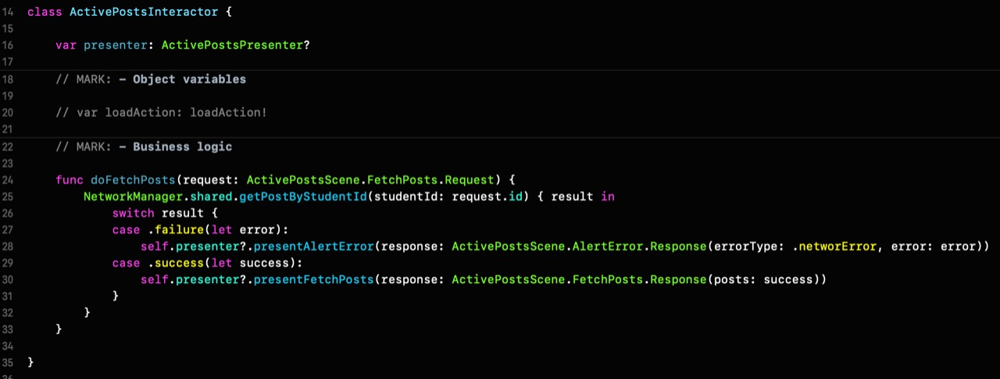 14 class ActivePostsInteractor {
15
16     var presenter: ActivePostsPresenter?
17
18     // MARK: - Object variables
19
20     // var loadAction: loadAction!
21
22     // MARK: - Business logic
23
24     func doFetchPosts(request: ActivePostsScene.FetchPosts.Request) {
25         NetworkManager.shared.getPostByStudentId(studentId: request.id) { result in
26             switch result {
27             case .failure(let error):
28                 self.presenter?.presentAlertError(response: ActivePostsScene.AlertError.Response(errorType: .networError, error: error))
29             case .success(let success):
30                 self.presenter?.presentFetchPosts(response: ActivePostsScene.FetchPosts.Response(posts: success))
31             }
32         }
33     }
34
35 }